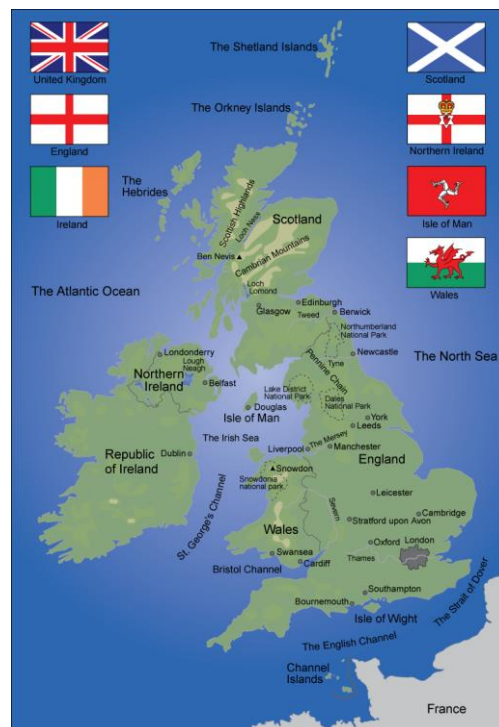 The Shetland Islands
United Kingdom
Scotland
The Orkney Islands
England
Northern Ireland
The
Hebrides
Ireland
Isle of Man
Scottish Highlands
Loch Ness
Scotland
Ben Nevis
Cambrian Mountains
Wales
The Atlantic Ocean
Loch
Lomond
Glasgow
Edinburgh
Tweed
Berwick
Northumberland
National Park
Londonderry
Lough
Neagh
Northern
Ireland
Belfast
Tyne
Newcastle
The North Sea
Pennine Chain
Lake District
National Park
Dales
National Park
Douglas
Isle of Man
York
Leeds
The Irish Sea
Republic
of Ireland
Dublin
Liverpool
The Mersey
Manchester
England
Snowdon
Snowdonia
national park
St. George's Channel
Leicester
Wales
Severn
Cambridge
Stratford upon Avon
Oxford
London
Thames
Swansea
Cardiff
Bristol Channel
Southampton
Bournemouth
Isle of Wight
The Strait of Dover
The English Channel
Channel
Islands
France